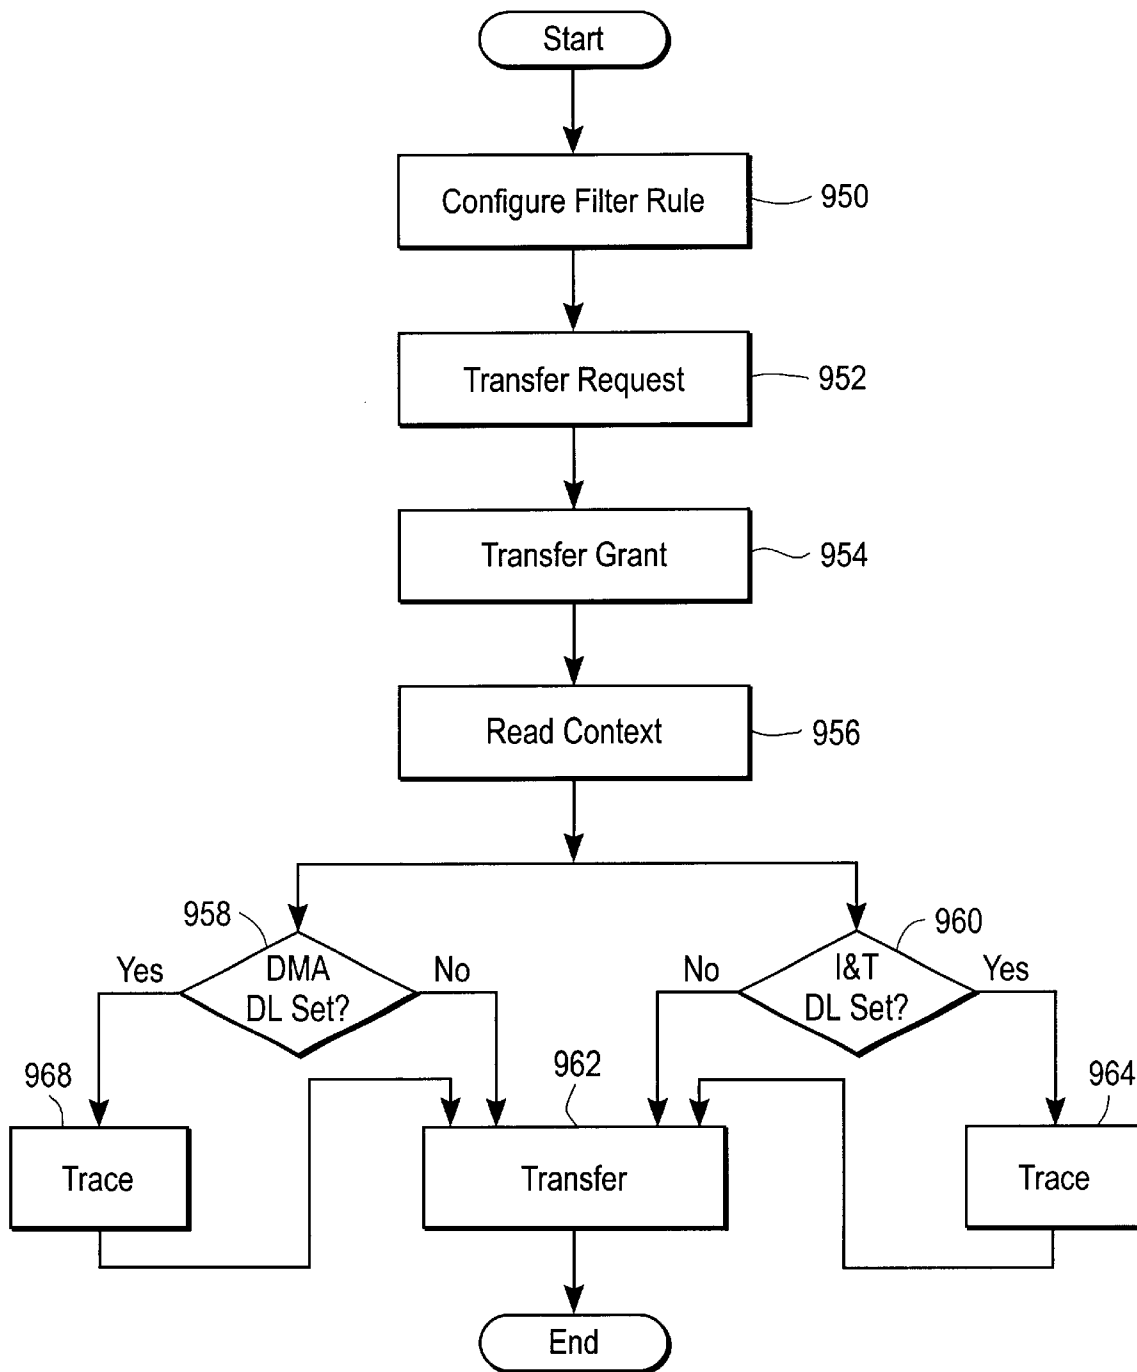 Start
Configure Filter Rule
950
Transfer Request
952
Transfer Grant
954
Read Context
956
958
960
Yes
DMA
DL Set?
No
No
I&T
DL Set?
Yes
968
962
964
Trace
Transfer
Trace
End